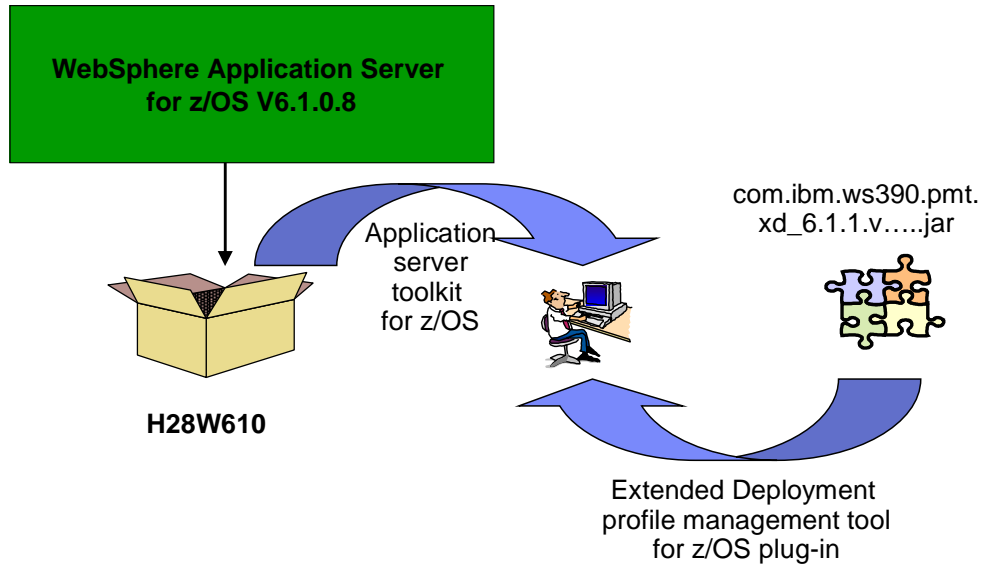 WebSphere Application Server
for z/OS V6.1.0.8
Application
server
toolkit
for z/OS
com.ibm.ws390.pmt.
xd_6.1.1.v…..jar
H28W610
Extended Deployment
profile management tool
for z/OS plug-in